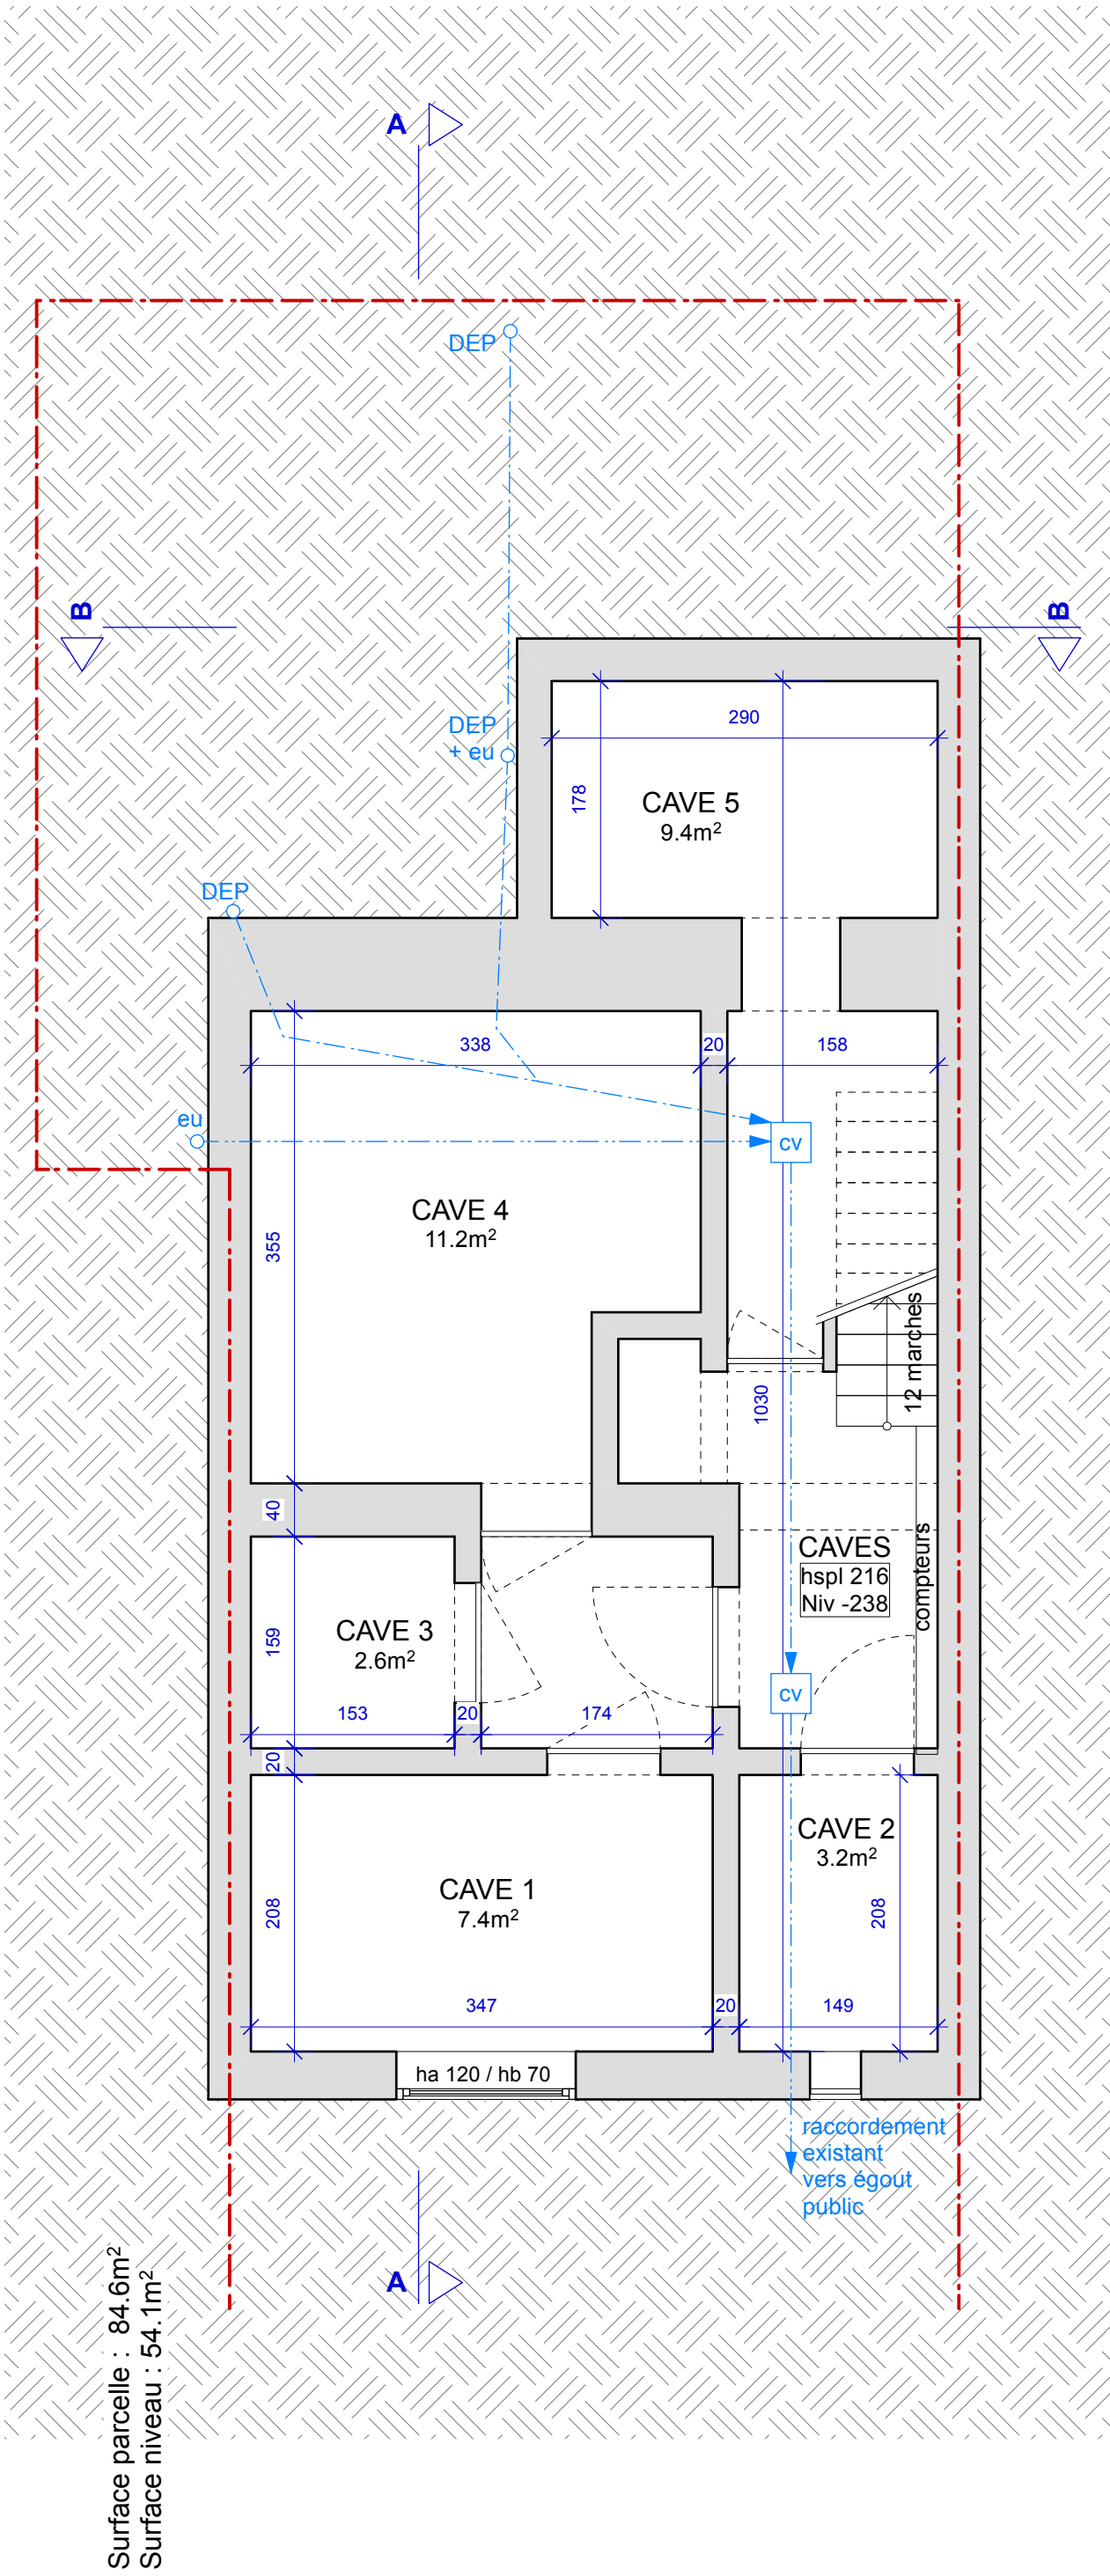 A
DEP
B
B
DEP
+ eu
290
178
CAVE 5
9.4m²
DEP
338
20
158
eu
cv
CAVE 4
11.2m²
355
12 marches
1030
40
CAVES
hspl 216
Niv -238
compteurs
CAVE 3
2.6m²
159
153
20
174
cv
20
CAVE 2
3.2m²
CAVE 1
7.4m²
208
208
347
20
149
ha 120 / hb 70
raccordement
existant
vers égout
public
A
Surface parcelle : 84.6m²
Surface niveau : 54.1m²